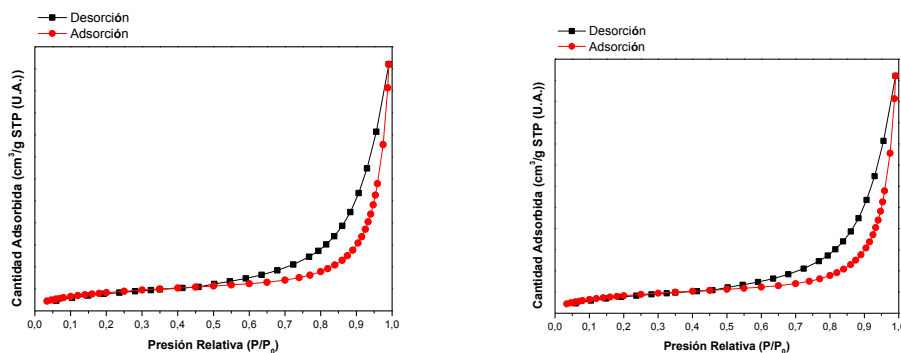 Desorción
Adsorción
Cantidad Adsorbida (cm³/g STP (U.A.))
0,0 0,1 0,2 0,3 0,4 0,5 0,6 0,7 0,8 0,9 1,0
Presión Relativa (P/P₀)
Desorción
Adsorción
Cantidad Adsorbida (cm³/g STP (U.A.))
0,0 0,1 0,2 0,3 0,4 0,5 0,6 0,7 0,8 0,9 1,0
Presión Relativa (P/P₀)